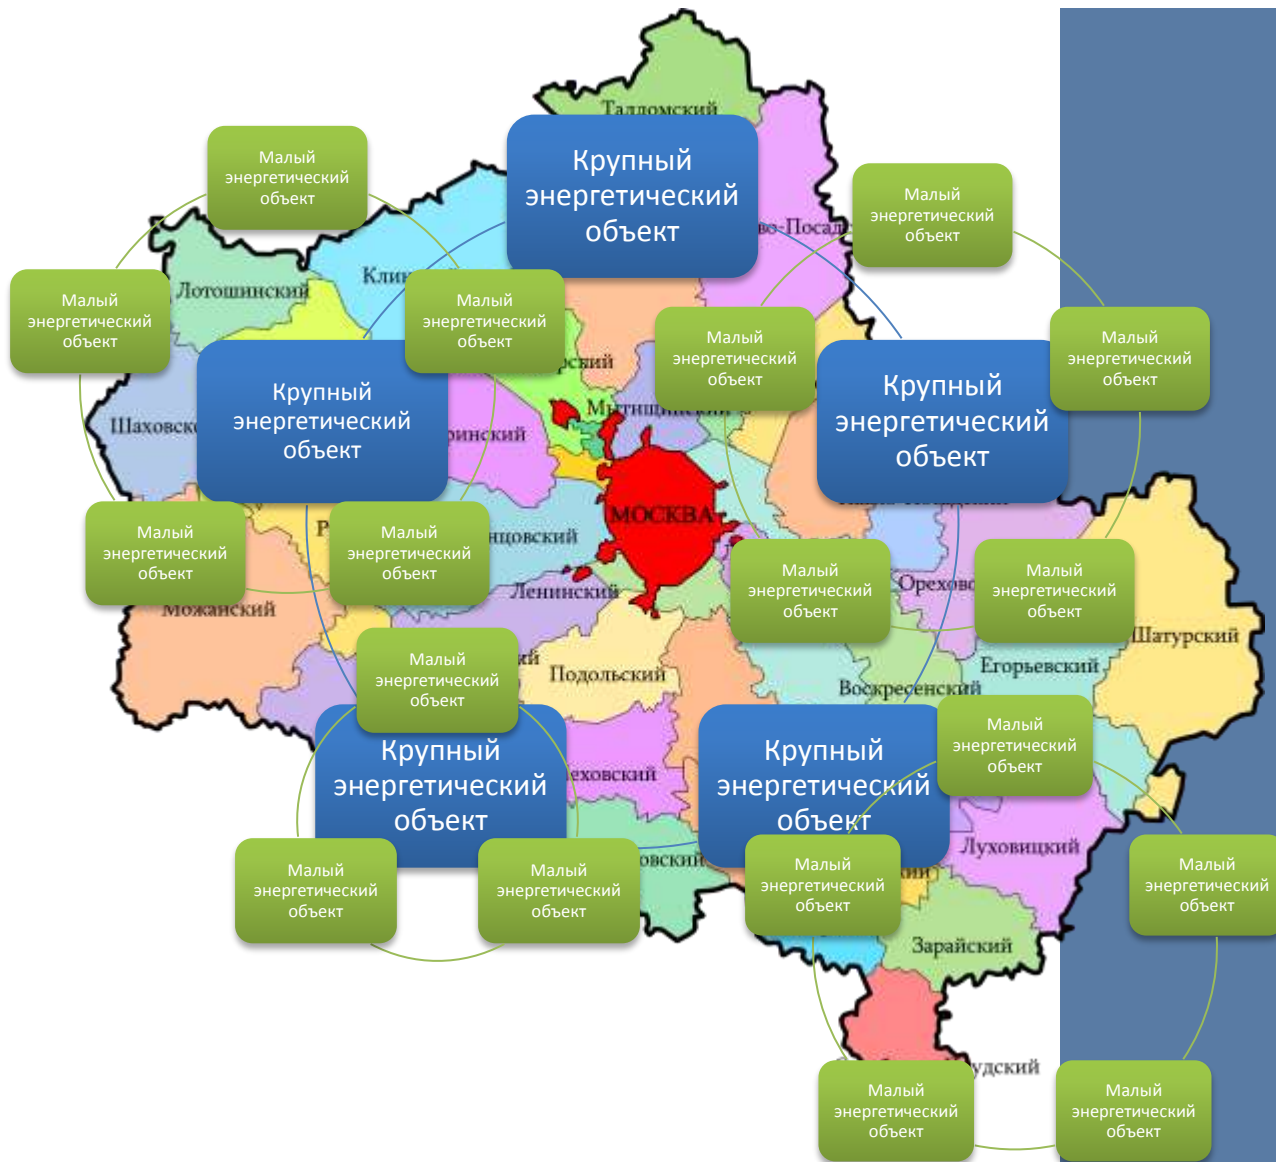 Талдомский
Крупный
энергетический
объект
Малый
энергетический
объект
Малый
энергетический
объект
Малый
энергетический
объект
Малый
энергетический
объект
Лотошинский
Малый
энергетический
объект
Малый
энергетический
объект
Малый
энергетический
объект
Крупный
энергетический
объект
Крупный
энергетический
объект
МОСКВА
Малый
энергетический
объект
Малый
энергетический
объект
Малый
энергетический
объект
Малый
энергетический
объект
Ленинский
Можайский
Шатурский
Егорьевский
Подольский
Воскресенский
Малый
энергетический
объект
Малый
энергетический
объект
Крупный
энергетический
объект
Крупный
энергетический
объект
Луховицкий
Малый
энергетический
объект
Малый
энергетический
объект
Малый
энергетический
объект
Малый
энергетический
объект
Зарайский
Малый
энергетический
объект
Малый
энергетический
объект